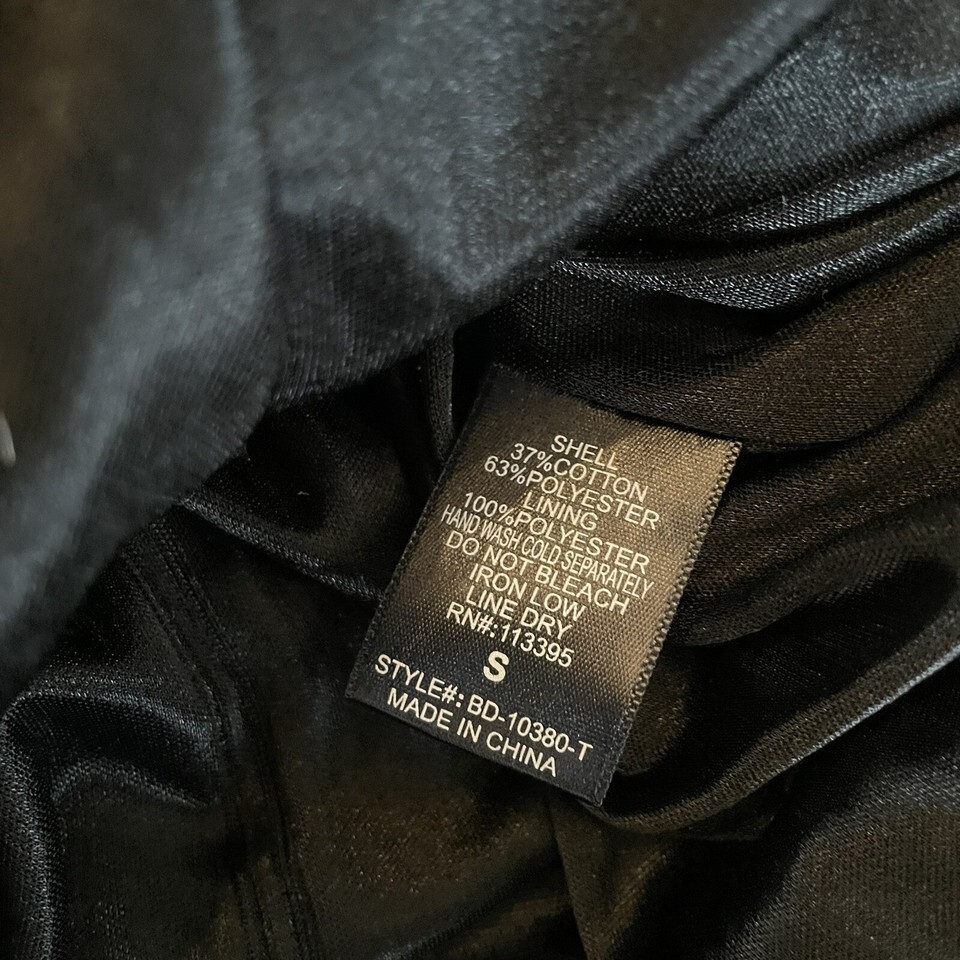 SHELL
37%COTTON
63%POLYESTER
LINING
100%POLYESTER
HAND WASH COLD-SEPARATELY
DO NOT BLEACH
IRON LOW
LINE DRY
RN#:113395
S
STYLE#: BD-10380-T
MADE IN CHINA